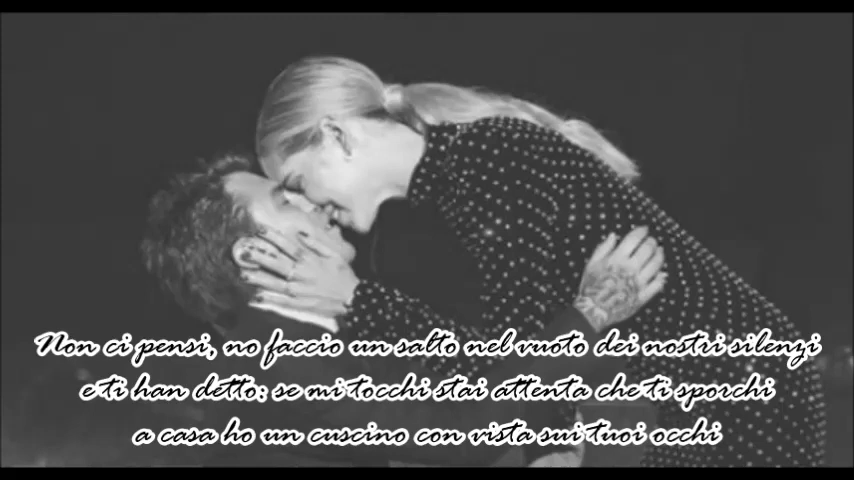 Non ci pensi, no faccio un salto nel vuoto dei nostri silenzi
e ti han detto: se mi tocchi stai attenta che ti sporchi
a casa ho un cuscino con vista sui tuoi occhi